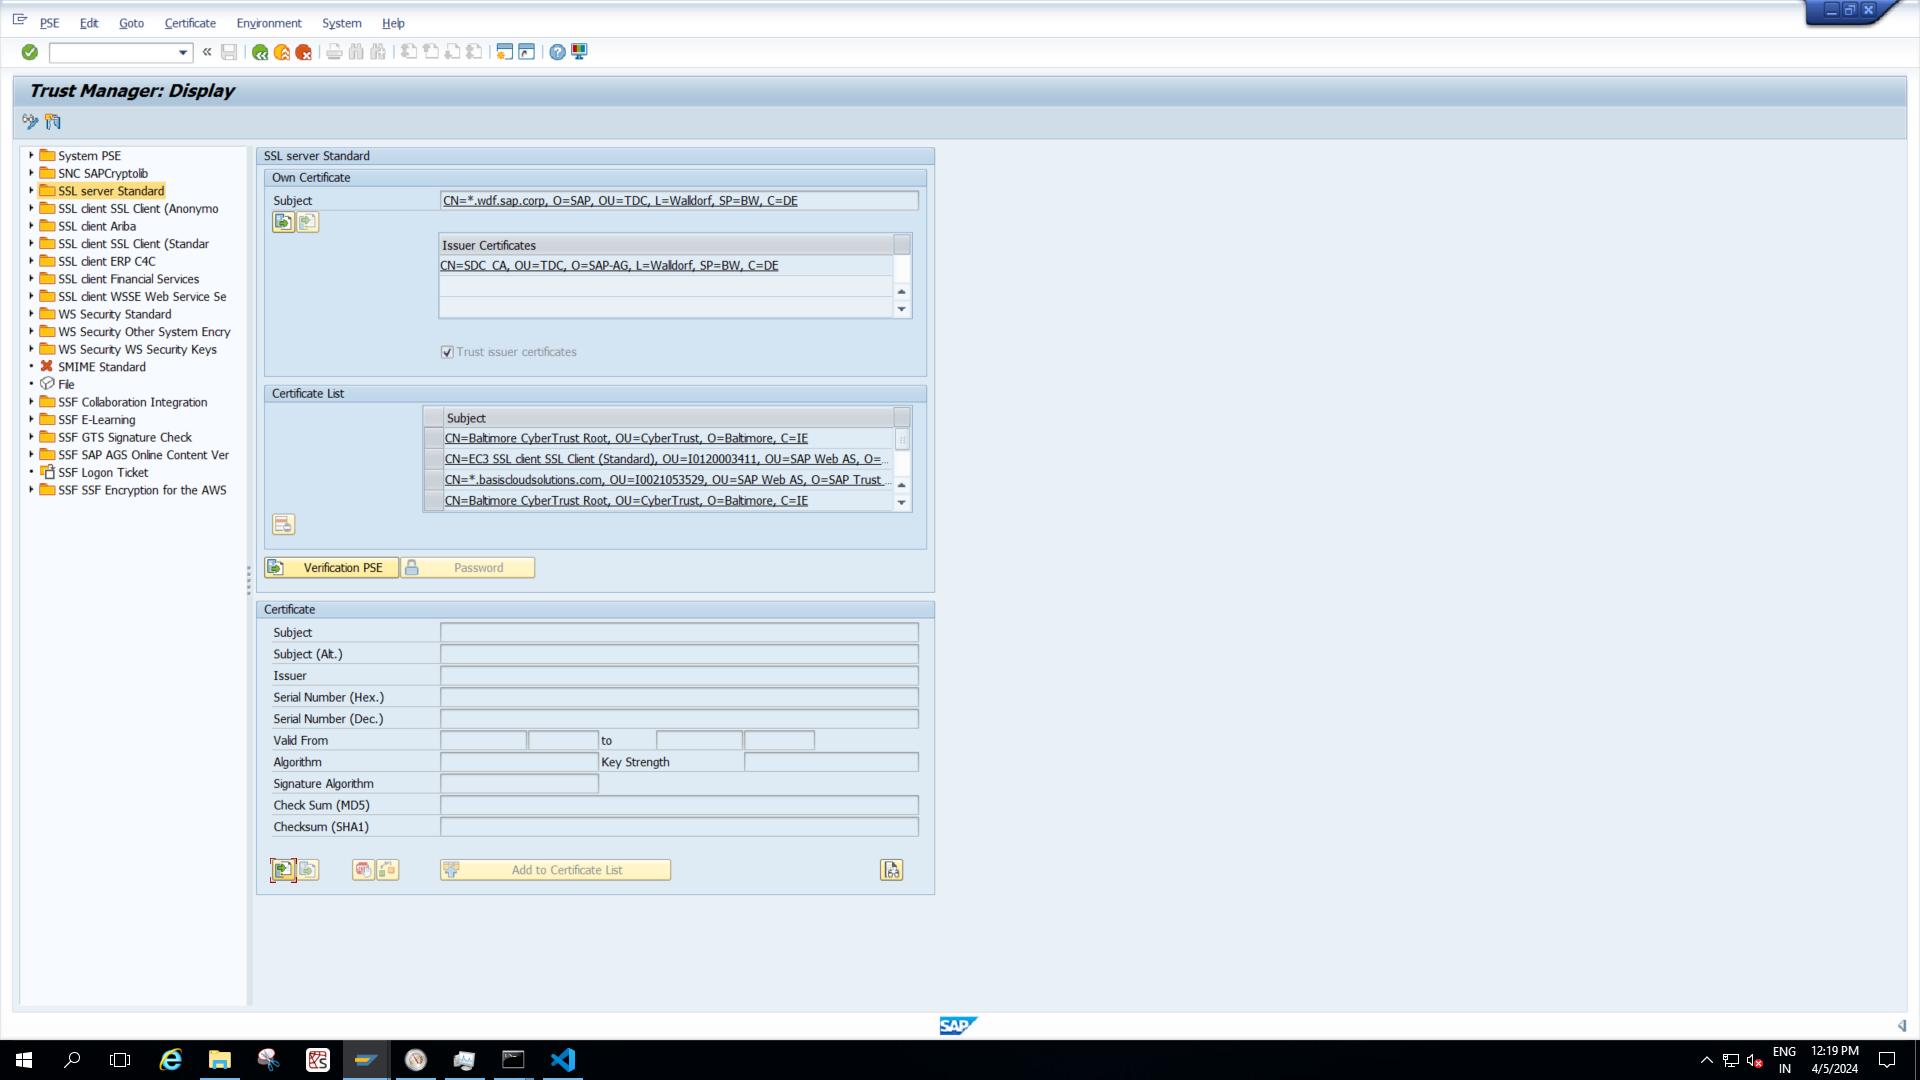 PSE Edit Goto Certificate Environment System Help
Trust Manager: Display
System PSE
SNC SAPCryptolib
SSL server Standard
SSL client SSL Client (Anonymo
SSL client Ariba
SSL client SSL Client (Standar
SSL client ERP C4C
SSL client Financial Services
SSL client WSSE Web Service Se
WS Security Standard
WS Security Other System Encry
WS Security WS Security Keys
SMIME Standard
File
SSF Collaboration Integration
SSF E-Learning
SSF GTS Signature Check
SSF SAP AGS Online Content Ver
SSF Logon Ticket
SSF SSF Encryption for the AWS
SSL server Standard
Own Certificate
Subject CN=*.wdf.sap.corp, O=SAP, OU=TDC, L=Walldorf, SP=BW, C=DE
Issuer Certificates
CN=SDC CA, OU=TDC, O=SAP-AG, L=Walldorf, SP=BW, C=DE
Trust issuer certificates
Certificate List
Subject
CN=Baltimore CyberTrust Root, OU=CyberTrust, O=Baltimore, C=IE
CN=EC3 SSL client SSL Client (Standard), OU=I0120003411, OU=SAP Web AS, O=...
CN=*.basiscloudsolutions.com, OU=I0021053529, OU=SAP Web AS, O=SAP Trust ...
CN=Baltimore CyberTrust Root, OU=CyberTrust, O=Baltimore, C=IE
Verification PSE Password
Certificate
Subject
Subject (Alt.)
Issuer
Serial Number (Hex.)
Serial Number (Dec.)
Valid From to
Algorithm Key Strength
Signature Algorithm
Check Sum (MD5)
Checksum (SHA1)
Add to Certificate List
SAP
ENG
IN
12:19 PM
4/5/2024